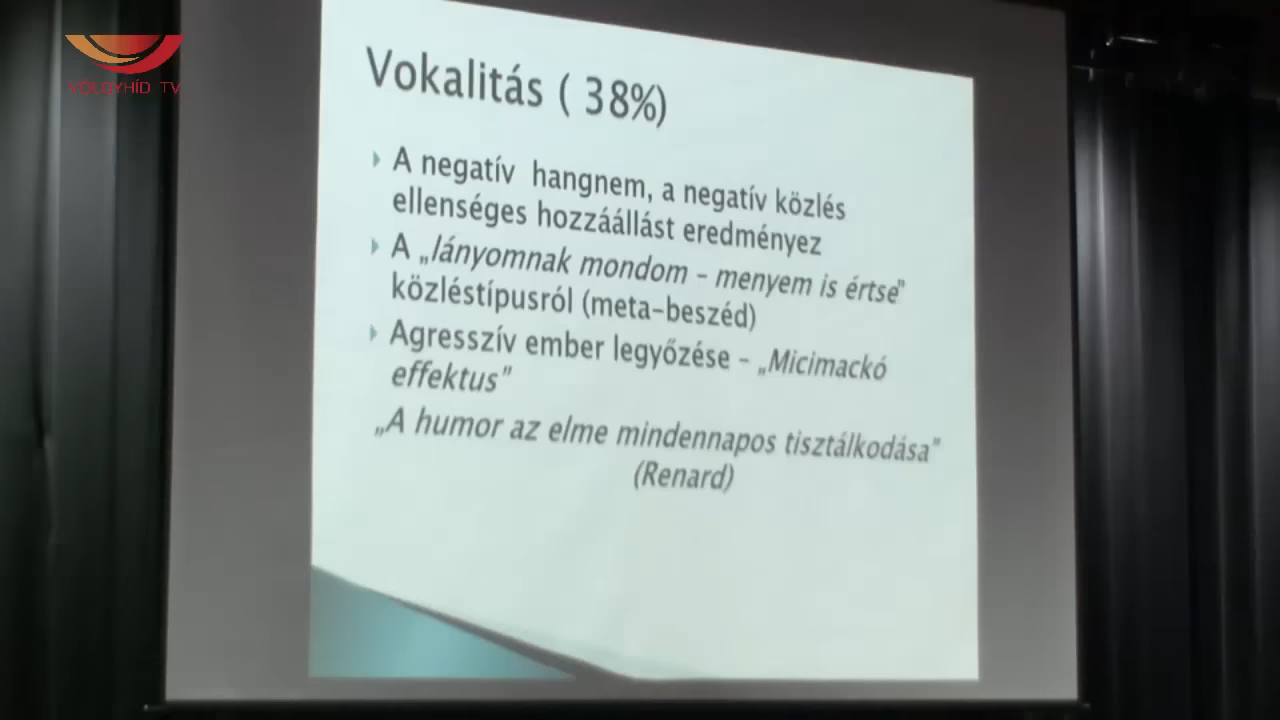 VÖLGYHÍD TV
Vokalitás ( 38%)
A negatív hangnem, a negatív közlés
ellenséges hozzáállást eredményez
A „lányomnak mondom – menyem is értse"
közléstípusról (meta-beszéd)
Agresszív ember legyőzése – „Micimackó
effektus"
„A humor az elme mindennapos tisztálkodása"
(Renard)